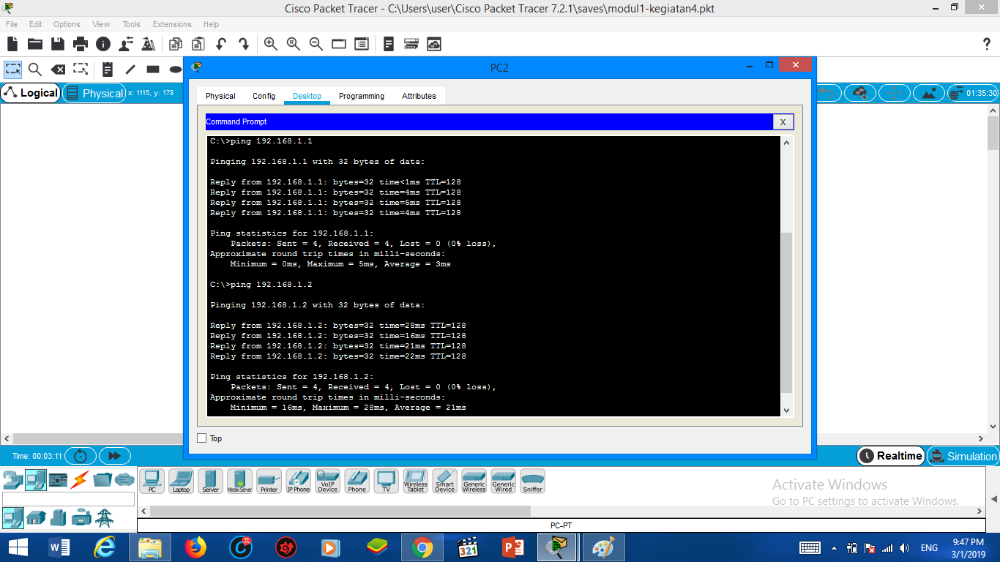 Cisco Packet Tracer - C:\Users\user\Cisco Packet Tracer 7.2.1\saves\modul1-kegiatan4.pkt
File Edit Options View Tools Extensions Help
PC2
Logical Physical x: 1115, y: 178 01:35:30
Physical Config Desktop Programming Attributes
Command Prompt X
C:\>ping 192.168.1.1
Pinging 192.168.1.1 with 32 bytes of data:
Reply from 192.168.1.1: bytes=32 time<1ms TTL=128
Reply from 192.168.1.1: bytes=32 time=4ms TTL=128
Reply from 192.168.1.1: bytes=32 time=5ms TTL=128
Reply from 192.168.1.1: bytes=32 time=4ms TTL=128
Ping statistics for 192.168.1.1:
Packets: Sent = 4, Received = 4, Lost = 0 (0% loss),
Approximate round trip times in milli-seconds:
Minimum = 0ms, Maximum = 5ms, Average = 3ms
C:\>ping 192.168.1.2
Pinging 192.168.1.2 with 32 bytes of data:
Reply from 192.168.1.2: bytes=32 time=28ms TTL=128
Reply from 192.168.1.2: bytes=32 time=16ms TTL=128
Reply from 192.168.1.2: bytes=32 time=21ms TTL=128
Reply from 192.168.1.2: bytes=32 time=22ms TTL=128
Ping statistics for 192.168.1.2:
Packets: Sent = 4, Received = 4, Lost = 0 (0% loss),
Approximate round trip times in milli-seconds:
Minimum = 16ms, Maximum = 28ms, Average = 21ms
Top
Time: 00:03:11 Realtime Simulation
PC Laptop Server Meraki Server Printer IP Phone VoIP Device Phone TV Wireless Tablet Smart Device Generic Wireless Generic Wired Sniffer
Activate Windows
Go to PC settings to activate Windows.
PC-PT
ENG 9:47 PM
3/1/2019